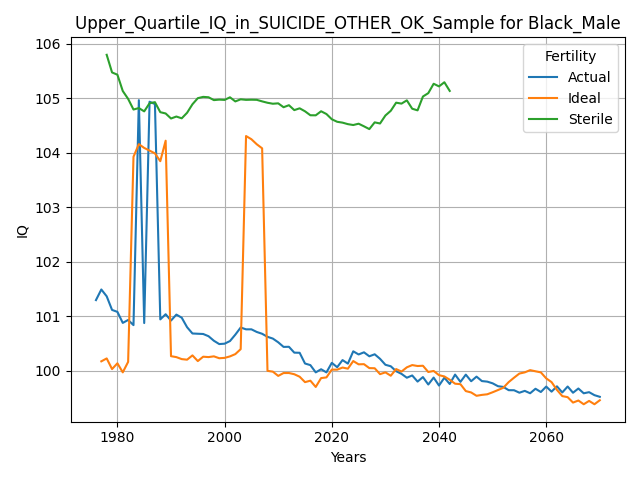 Upper_Quartile_IQ_in_SUICIDE_OTHER_OK_Sample for Black_Male
106
105
104
103
102
101
100
IQ
1980
2000
2020
2040
2060
Years
Fertility
Actual
Ideal
Sterile